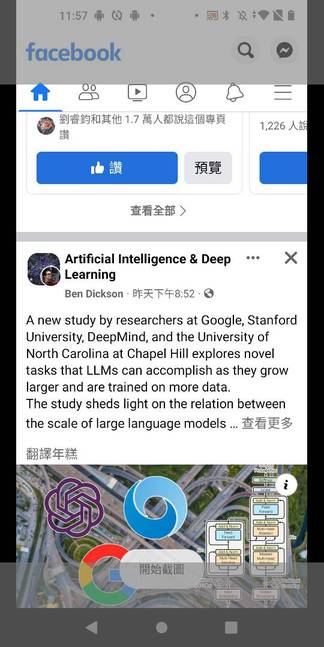 11:57
facebook
劉睿鈞和其他 1.7 萬人都說這個專頁
讚
1,226 人說
讚
預覽
查看全部
Artificial Intelligence & Deep
Learning
Ben Dickson · 昨天下午8:52 ·
A new study by researchers at Google, Stanford
University, DeepMind, and the University of
North Carolina at Chapel Hill explores novel
tasks that LLMs can accomplish as they grow
larger and are trained on more data.
The study sheds light on the relation between
the scale of large language models ... 查看更多
翻譯年糕
開始截圖